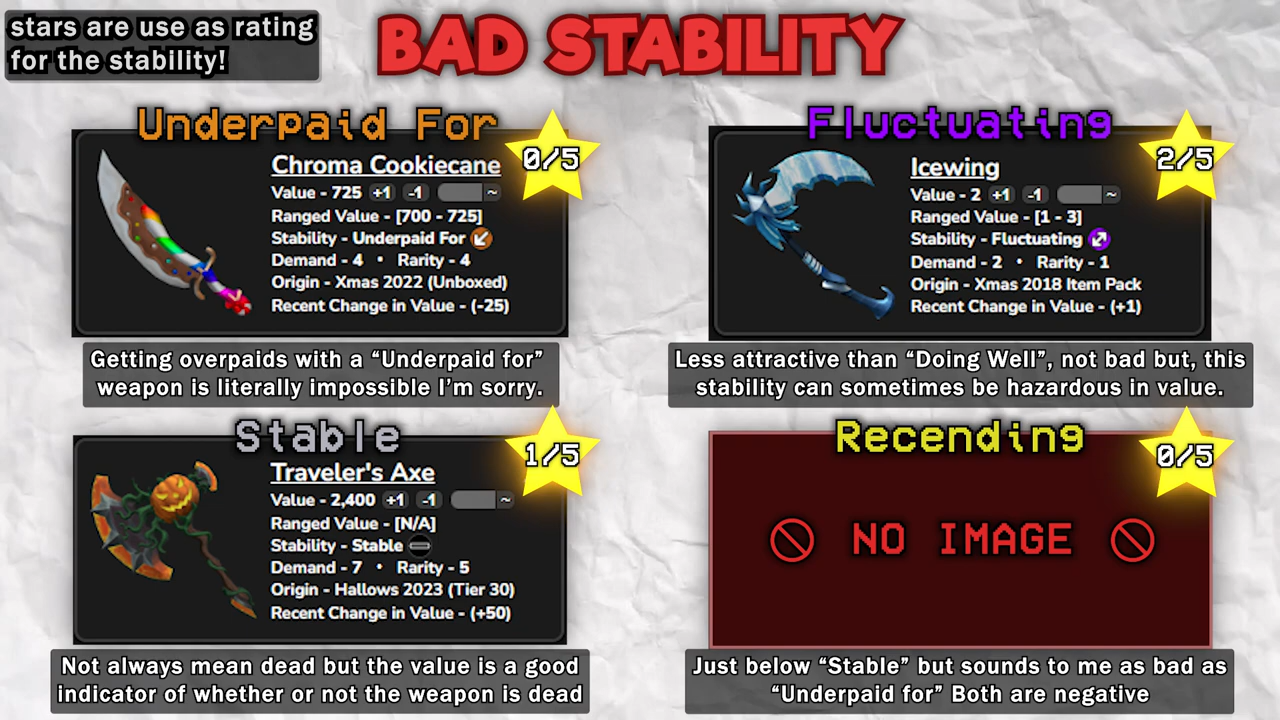 stars are use as rating
for the stability!
BAD STABILITY
Underpaid For
0/5
Chroma Cookiecane
Value - 725 +1 -1 ~
Ranged Value - [700 - 725]
Stability - Underpaid For
Demand - 4 • Rarity - 4
Origin - Xmas 2022 (Unboxed)
Recent Change in Value - (-25)
Getting overpaids with a “Underpaid for”
weapon is literally impossible I’m sorry.
Fluctuating
2/5
Icewing
Value - 2 +1 -1 ~
Ranged Value - [1 - 3]
Stability - Fluctuating
Demand - 2 • Rarity - 1
Origin - Xmas 2018 Item Pack
Recent Change in Value - (+1)
Less attractive than “Doing Well”, not bad but, this
stability can sometimes be hazardous in value.
Stable
1/5
Traveler's Axe
Value - 2,400 +1 -1 ~
Ranged Value - [N/A]
Stability - Stable
Demand - 7 • Rarity - 5
Origin - Hallows 2023 (Tier 30)
Recent Change in Value - (+50)
Not always mean dead but the value is a good
indicator of whether or not the weapon is dead
Recending
0/5
NO IMAGE
Just below “Stable” but sounds to me as bad as
“Underpaid for” Both are negative